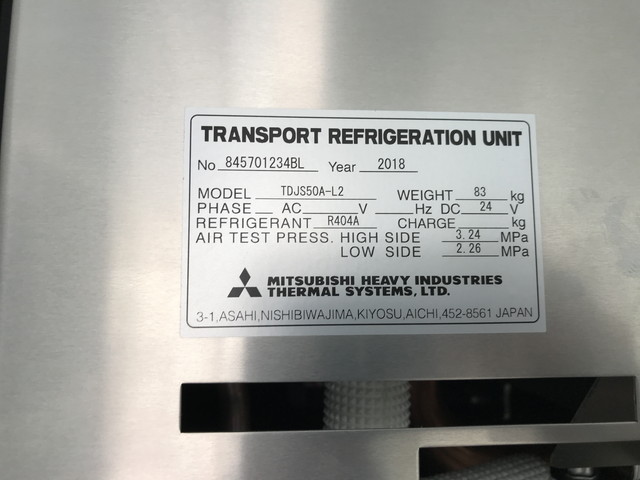 TRANSPORT REFRIGERATION UNIT
No 845701234BL Year 2018
MODEL TDJS50A-L2 WEIGHT 83 kg
PHASE AC V Hz DC 24 V
REFRIGERANT R404A CHARGE kg
AIR TEST PRESS. HIGH SIDE 3.24 MPa
LOW SIDE 2.26 MPa
MITSUBISHI HEAVY INDUSTRIES
THERMAL SYSTEMS, LTD.
3-1,ASAHI,NISHIBIWAJIMA,KIYOSU,AICHI,452-8561 JAPAN